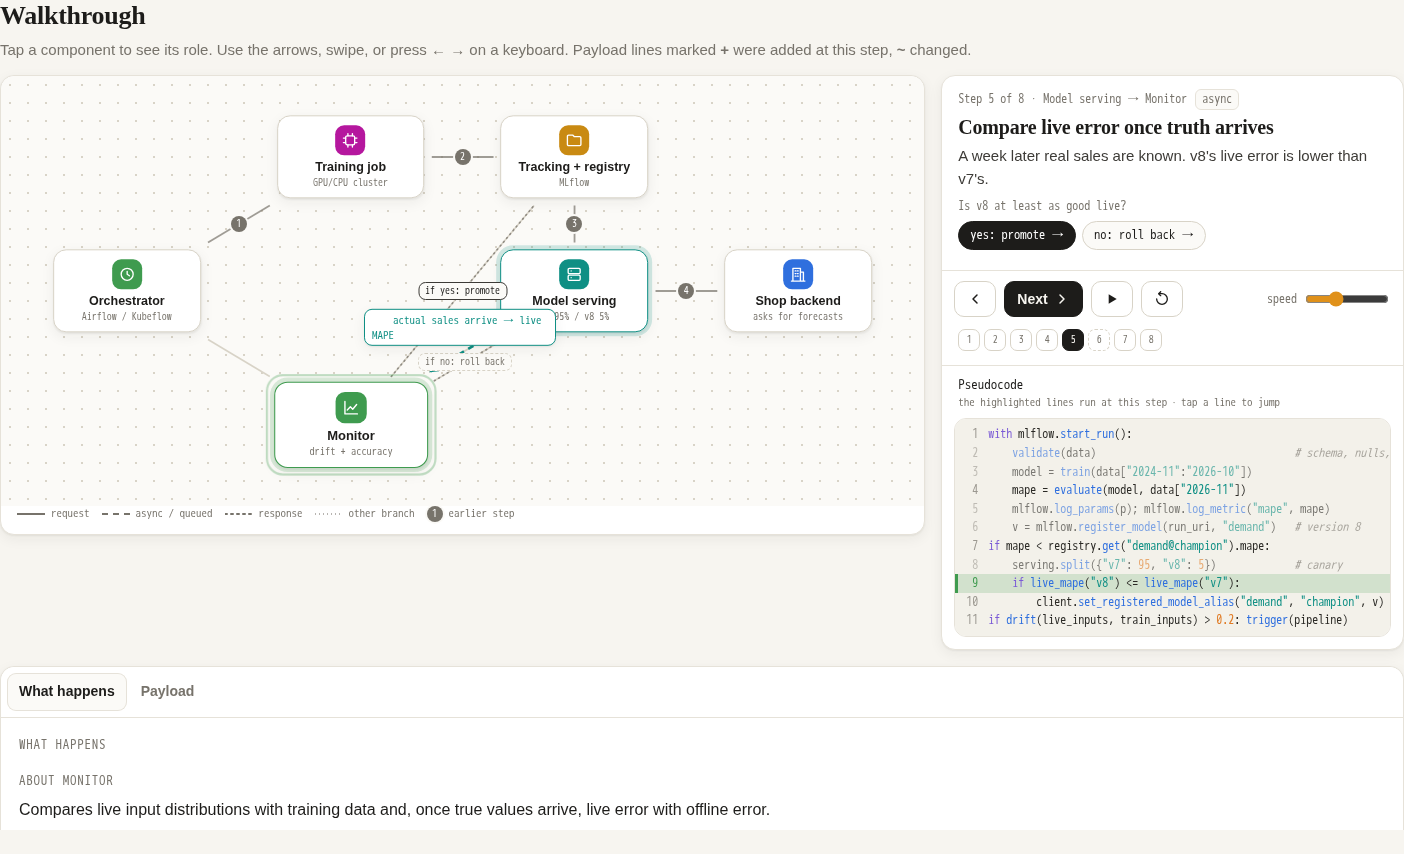 Walkthrough
Tap a component to see its role. Use the arrows, swipe, or press ← → on a keyboard. Payload lines marked + were added at this step, ~ changed.
Training job
GPU/CPU cluster
2
Tracking + registry
MLflow
1
3
Orchestrator
Airflow / Kubeflow
if yes: promote
Model serving
95% / v8 5%
4
Shop backend
asks for forecasts
actual sales arrive → live
MAPE
if no: roll back
Monitor
drift + accuracy
request
async / queued
response
other branch
1 earlier step
Step 5 of 8 · Model serving → Monitor async
Compare live error once truth arrives
A week later real sales are known. v8's live error is lower than
v7's.
Is v8 at least as good live?
yes: promote →
no: roll back →
Next
speed
1 2 3 4 5 6 7 8
Pseudocode
the highlighted lines run at this step · tap a line to jump
1 with mlflow.start_run():
2 validate(data) # schema, nulls,
3 model = train(data["2024-11":"2026-10"])
4 mape = evaluate(model, data["2026-11"])
5 mlflow.log_params(p); mlflow.log_metric("mape", mape)
6 v = mlflow.register_model(run_uri, "demand") # version 8
7 if mape < registry.get("demand@champion").mape:
8 serving.split({"v7": 95, "v8": 5}) # canary
9 if live_mape("v8") <= live_mape("v7"):
10 client.set_registered_model_alias("demand", "champion", v)
11 if drift(live_inputs, train_inputs) > 0.2: trigger(pipeline)
What happens
Payload
WHAT HAPPENS
ABOUT MONITOR
Compares live input distributions with training data and, once true values arrive, live error with offline error.